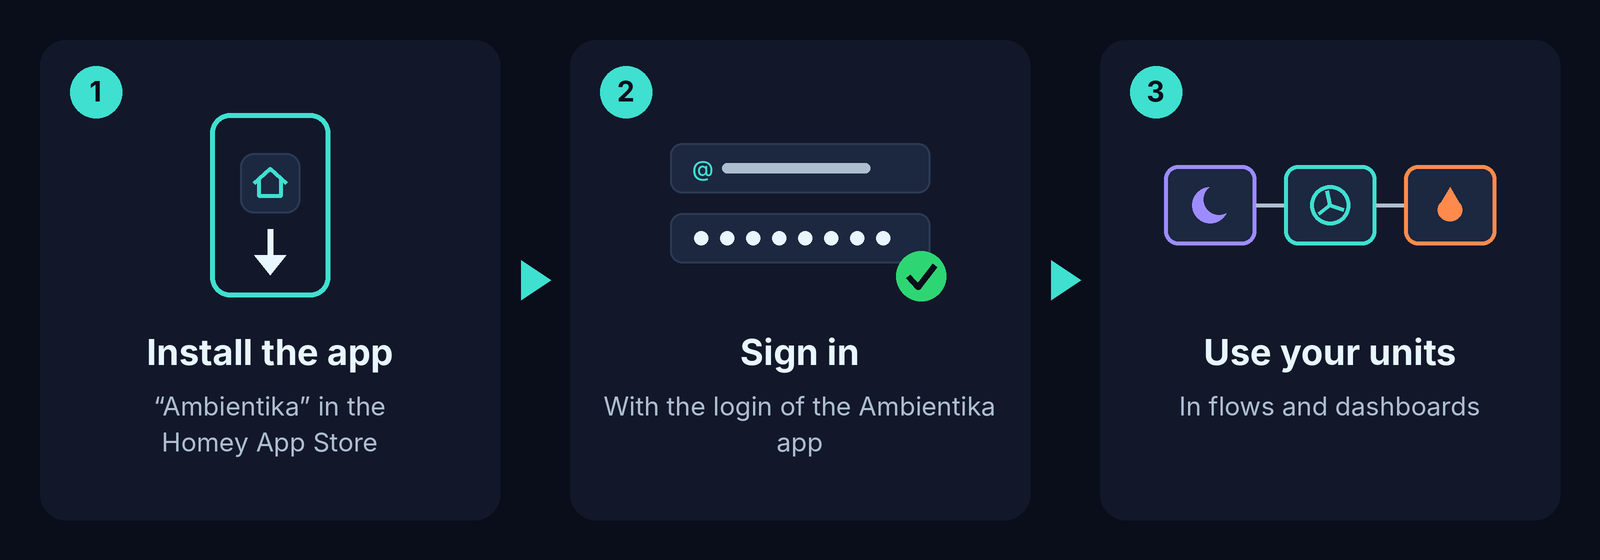 1
Install the app
“Ambientika” in the
Homey App Store
2
@
Sign in
With the login of the Ambientika
app
3
Use your units
In flows and dashboards